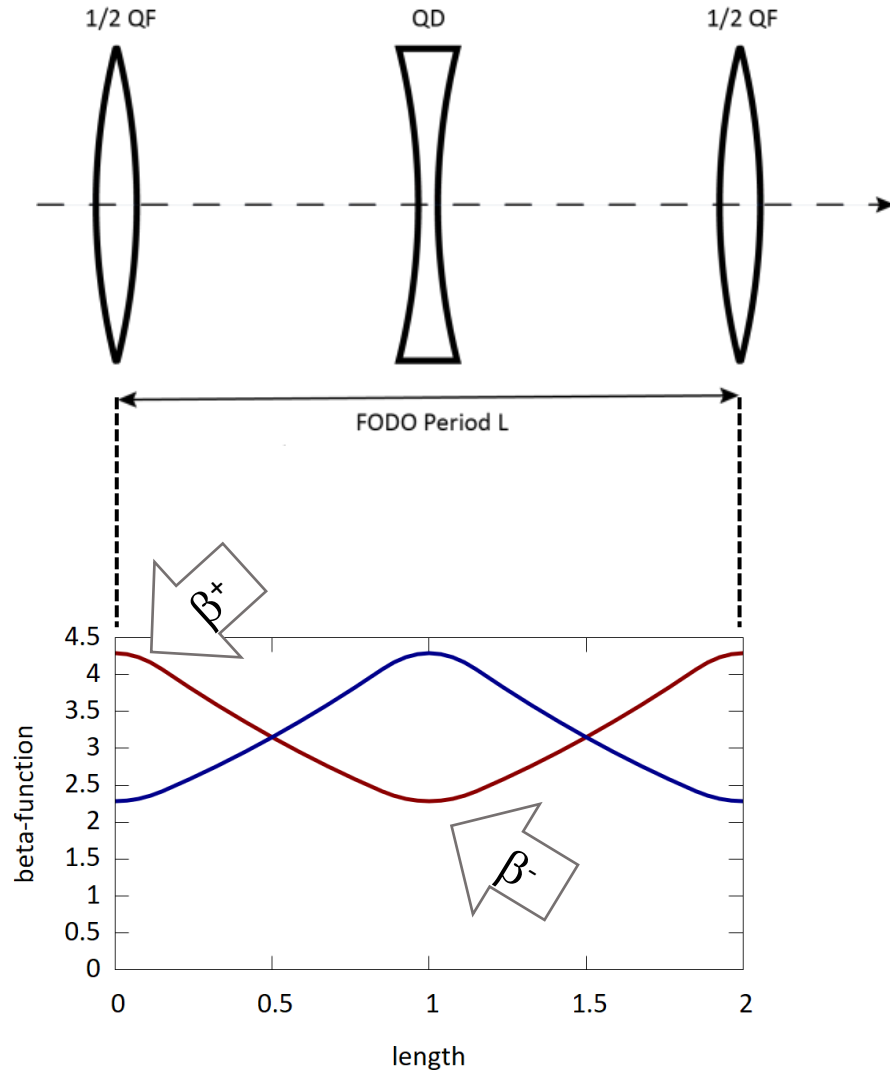 1/2 QF
QD
1/2 QF
FODO Period L
β+
4.5
4
3.5
3
2.5
2
1.5
1
0.5
0
beta-function
β-
0
0.5
1
1.5
2
length